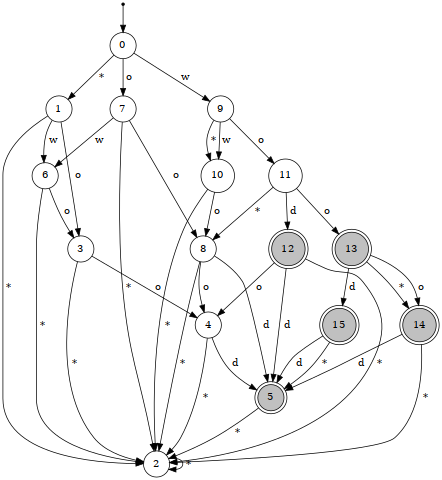 0
* o w
1 7 9
w w * w o
6 10 11
o o o * d o
3 8 12 13
* o * * o d o d * o
4 15 14
* * * d d d * d * *
5
*
2 *